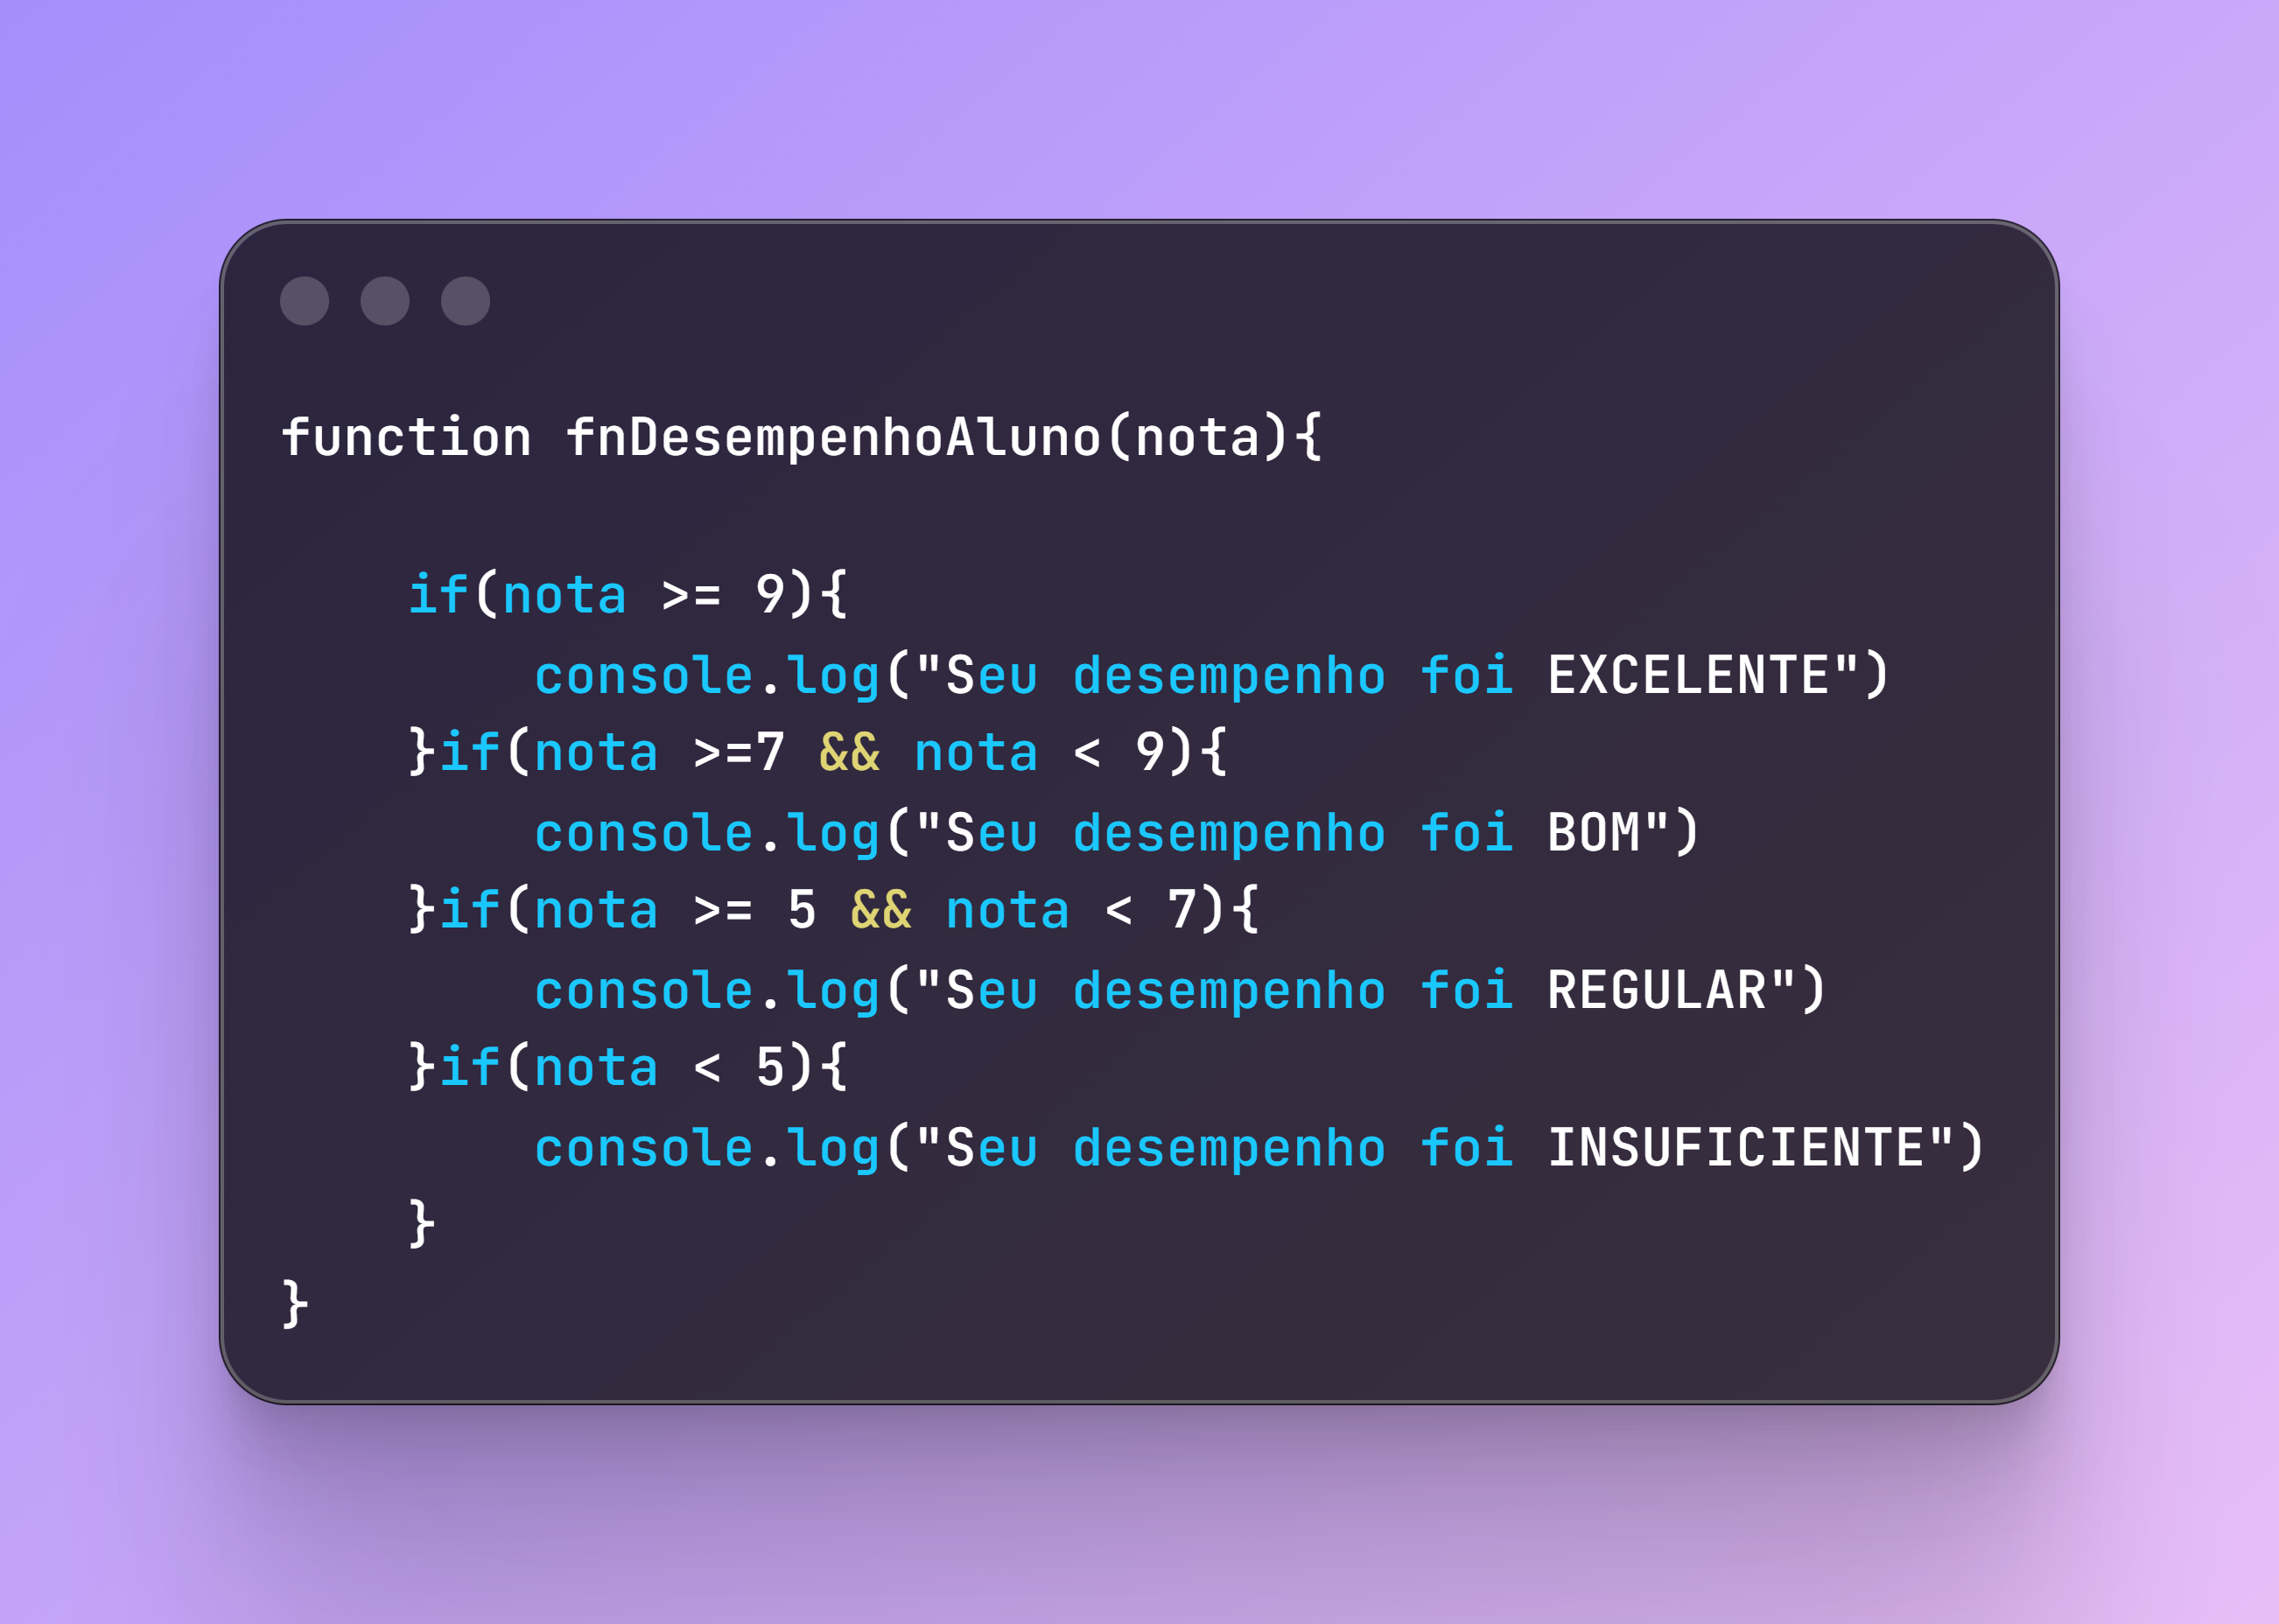 function fnDesempenhoAluno(nota){
if(nota >= 9){
console.log("Seu desempenho foi EXCELENTE")
}if(nota >=7 && nota < 9){
console.log("Seu desempenho foi BOM")
}if(nota >= 5 && nota < 7){
console.log("Seu desempenho foi REGULAR")
}if(nota < 5){
console.log("Seu desempenho foi INSUFICIENTE")
}
}